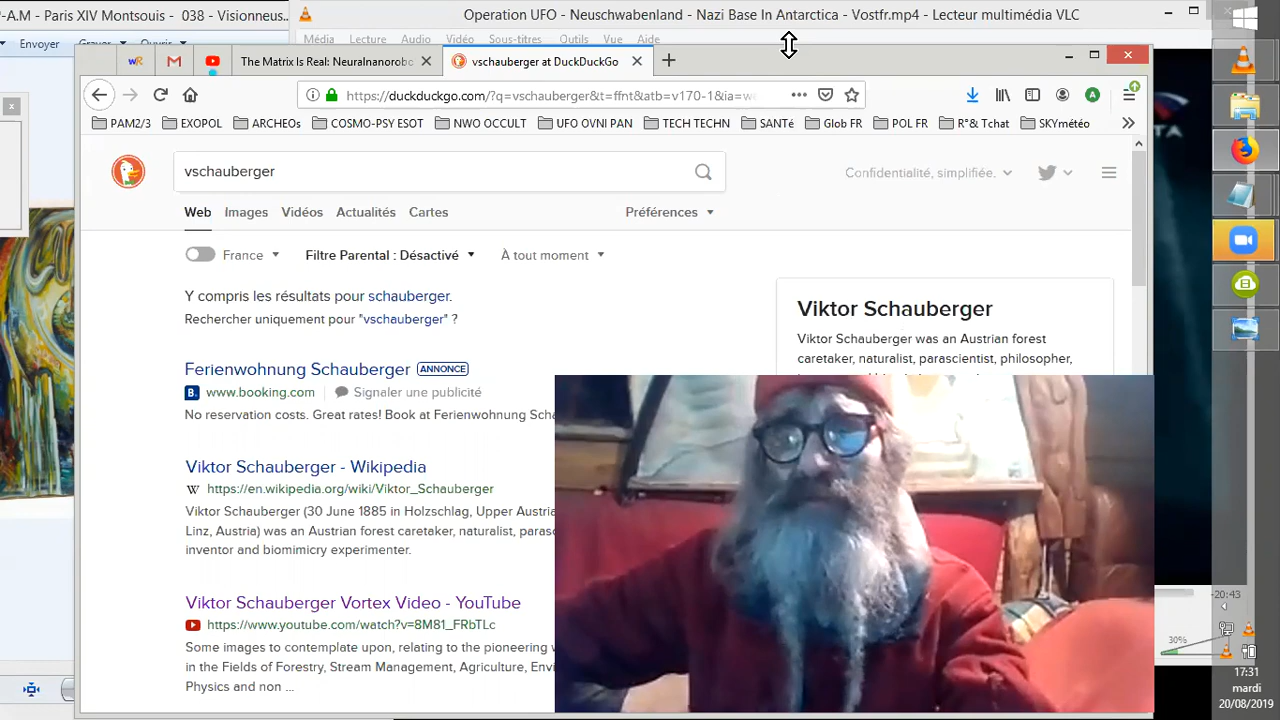 P-A.M - Paris XIV Montsouis - 038 - Visionneus...
Envoyer Graver Ouvrir
Operation UFO - Neuschwabenland - Nazi Base In Antarctica - Vostfr.mp4 - Lecteur multimédia VLC
Média Lecture Audio Vidéo Sous-titres Outils Vue Aide
The Matrix Is Real: Neuralnanorobo
vschauberger at DuckDuckGo
https://duckduckgo.com/?q=vschauberger&t=ffnt&atb=v170-1&ia=we
PAM2/3 EXOPOL ARCHEOs COSMO-PSY ESOT NWO OCCULT UFO OVNI PAN TECH TECHN SANTé Glob FR POL FR R°& Tchat SKYmétéo
vschauberger
Confidentialité, simplifiée.
Web Images Vidéos Actualités Cartes Préférences
France Filtre Parental : Désactivé À tout moment
Y compris les résultats pour schauberger.
Rechercher uniquement pour "vschauberger" ?
Viktor Schauberger
Viktor Schauberger was an Austrian forest
caretaker, naturalist, parascientist, philosopher,
Ferienwohnung Schauberger ANNONCE
B. www.booking.com Signaler une publicité
No reservation costs. Great rates! Book at Ferienwohnung Scha
Viktor Schauberger - Wikipedia
W https://en.wikipedia.org/wiki/Viktor_Schauberger
Viktor Schauberger (30 June 1885 in Holzschlag, Upper Austria
Linz, Austria) was an Austrian forest caretaker, naturalist, parasc
inventor and biomimicry experimenter.
Viktor Schauberger Vortex Video - YouTube
https://www.youtube.com/watch?v=8M81_FRbTLc
Some images to contemplate upon, relating to the pioneering w
in the Fields of Forestry, Stream Management, Agriculture, Envi
Physics and non ...
-20:43
30%
17:31
mardi
20/08/2019